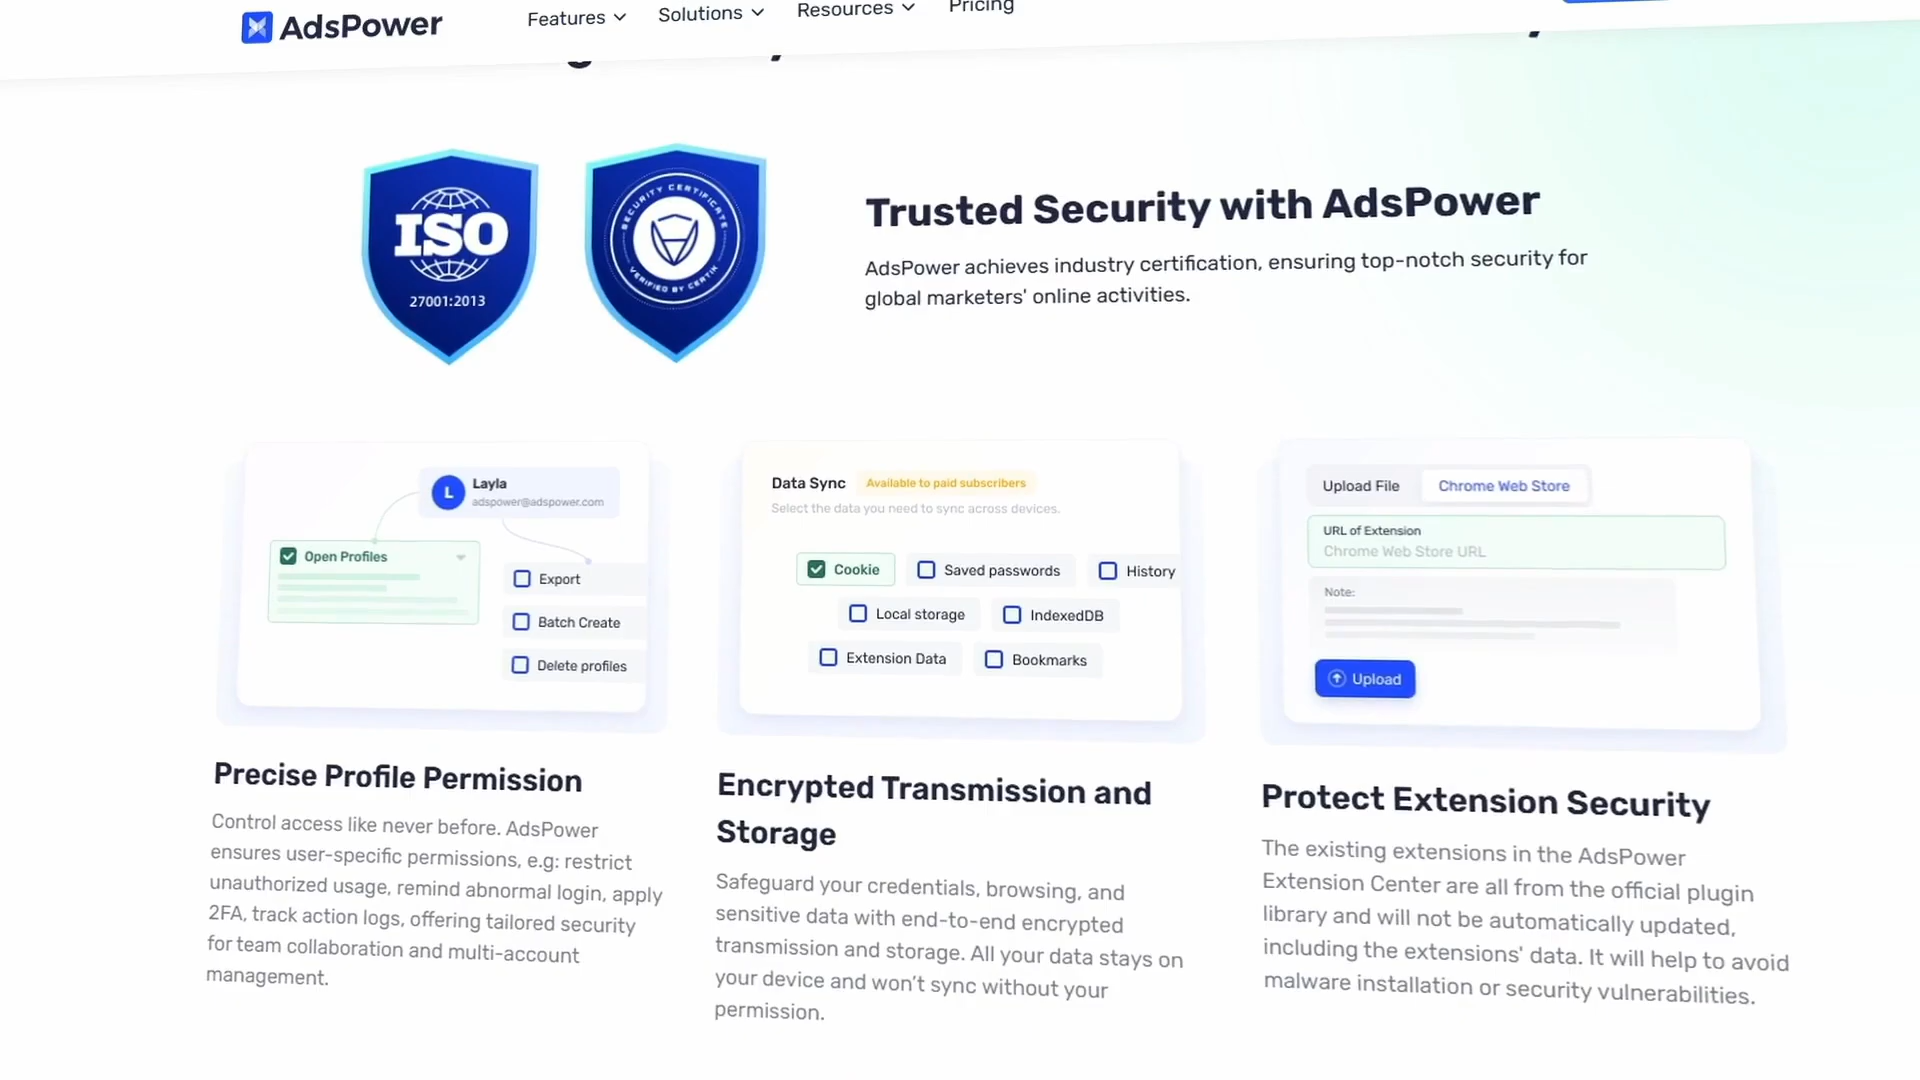 AdsPower
Features
Solutions
Resources
Pricing
ISO
27001:2013
SECURITY CERTIFICATE
VERIFIED BY CERTIK
Trusted Security with AdsPower
AdsPower achieves industry certification, ensuring top-notch security for
global marketers' online activities.
L
Layla
adspower@adspower.com
Open Profiles
Export
Batch Create
Delete profiles
Precise Profile Permission
Control access like never before. AdsPower
ensures user-specific permissions, e.g: restrict
unauthorized usage, remind abnormal login, apply
2FA, track action logs, offering tailored security
for team collaboration and multi-account
management.
Data Sync
Available to paid subscribers
Select the data you need to sync across devices.
Cookie
Saved passwords
History
Local storage
IndexedDB
Extension Data
Bookmarks
Encrypted Transmission and
Storage
Safeguard your credentials, browsing, and
sensitive data with end-to-end encrypted
transmission and storage. All your data stays on
your device and won't sync without your
permission.
Upload File
Chrome Web Store
URL of Extension
Chrome Web Store URL
Note:
Upload
Protect Extension Security
The existing extensions in the AdsPower
Extension Center are all from the official plugin
library and will not be automatically updated,
including the extensions' data. It will help to avoid
malware installation or security vulnerabilities.